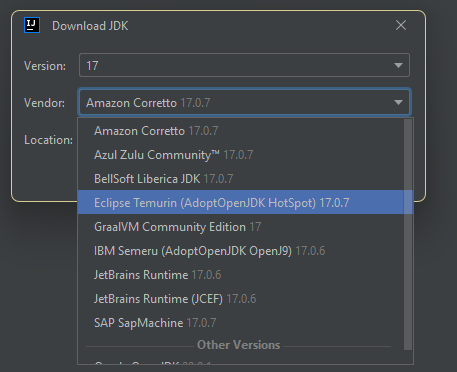 IJ
Download JDK
Version: 17
Vendor: Amazon Corretto 17.0.7
Location:
Amazon Corretto 17.0.7
Azul Zulu Community™ 17.0.7
BellSoft Liberica JDK 17.0.7
Eclipse Temurin (AdoptOpenJDK HotSpot) 17.0.7
GraalVM Community Edition 17
IBM Semeru (AdoptOpenJDK OpenJ9) 17.0.6
JetBrains Runtime 17.0.6
JetBrains Runtime (JCEF) 17.0.6
SAP SapMachine 17.0.7
Other Versions